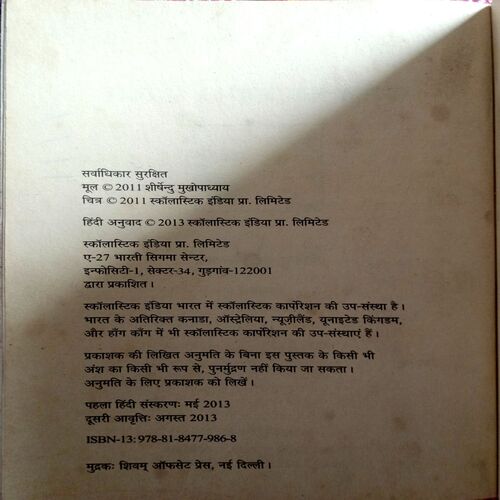 सर्वाधिकार सुरक्षित
मूल © 2011 शीर्षेन्दु मुखोपाध्याय
चित्र © 2011 स्कॉलास्टिक इंडिया प्रा. लिमिटेड
हिंदी अनुवाद © 2013 स्कॉलास्टिक इंडिया प्रा. लिमिटेड
स्कॉलास्टिक इंडिया प्रा. लिमिटेड
ए-27 भारती सिगमा सेन्टर,
इन्फोसिटी-1, सेक्टर-34, गुड़गांव-122001
द्वारा प्रकाशित।
स्कॉलास्टिक इंडिया भारत में स्कॉलास्टिक कार्पोरेशन की उप-संस्था है।
भारत के अतिरिक्त कनाडा, ऑस्ट्रेलिया, न्यूज़ीलैंड, यूनाइटेड किंगडम,
और हाँग काँग में भी स्कॉलास्टिक कार्पोरेशन की उप-संस्थाएं हैं।
प्रकाशक की लिखित अनुमति के बिना इस पुस्तक के किसी भी
अंश का किसी भी रूप से, पुनर्मुद्रण नहीं किया जा सकता।
अनुमति के लिए प्रकाशक को लिखें।
पहला हिंदी संस्करणः मई 2013
दूसरी आवृत्तिः अगस्त 2013
ISBN-13: 978-81-8477-986-8
मुद्रकः शिवम् ऑफसेट प्रेस, नई दिल्ली।